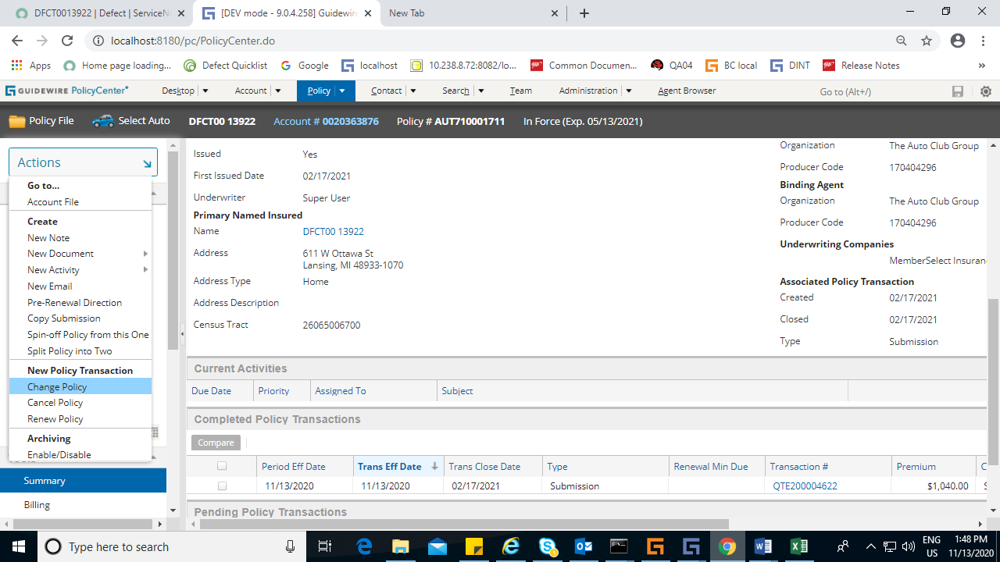 DFCT0013922 | Defect | ServiceN
[DEV mode - 9.0.4.258] Guidewire
New Tab
localhost:8180/pc/PolicyCenter.do
Apps
Home page loading...
Defect Quicklist
Google
localhost
10.238.8.72:8082/lo...
Common Documen...
QA04
BC local
DINT
Release Notes
»
GUIDEWIRE PolicyCenter
Desktop
Account
Policy
Contact
Search
Team
Administration
Agent Browser
Go to (Alt+/)
Policy File
Select Auto
DFCT00 13922
Account # 0020363876
Policy # AUT710001711
In Force (Exp. 05/13/2021)
Actions
Go to...
Account File
Create
New Note
New Document
New Activity
New Email
Pre-Renewal Direction
Copy Submission
Spin-off Policy from this One
Split Policy into Two
New Policy Transaction
Change Policy
Cancel Policy
Renew Policy
Archiving
Enable/Disable
Summary
Billing
Issued Yes
First Issued Date 02/17/2021
Underwriter Super User
Primary Named Insured
Name DFCT00 13922
Address 611 W Ottawa St
Lansing, MI 48933-1070
Address Type Home
Address Description
Census Tract 26065006700
Organization The Auto Club Group
Producer Code 170404296
Binding Agent
Organization The Auto Club Group
Producer Code 170404296
Underwriting Companies
MemberSelect Insuran
Associated Policy Transaction
Created 02/17/2021
Closed 02/17/2021
Type Submission
Current Activities
Due Date Priority Assigned To Subject
Completed Policy Transactions
Compare
Period Eff Date Trans Eff Date Trans Close Date Type Renewal Min Due Transaction # Premium
11/13/2020 11/13/2020 02/17/2021 Submission QTE200004622 $1,040.00
Pending Policy Transactions
Type here to search
ENG
US
1:48 PM
11/13/2020